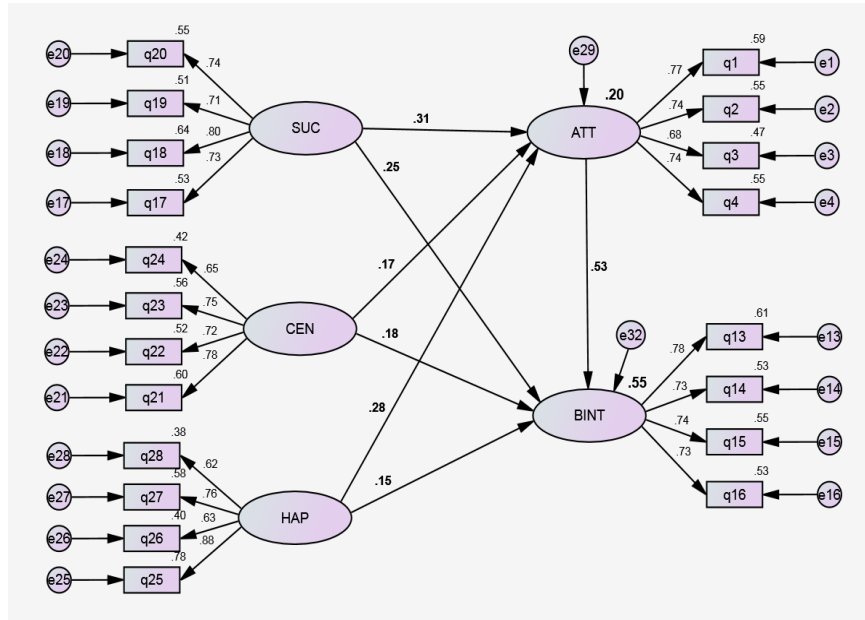 .55
e20 q20
.74
.51
e19 q19
.71
.64
e18 q18
.80
.53
e17 q17
.73
SUC
.31
.25
.42
e24 q24
.65
.56
e23 q23
.75
.52
e22 q22
.72
.60
e21 q21
.78
CEN
.17
.18
.38
e28 q28
.62
.58
e27 q27
.76
.40
e26 q26
.63
.78
e25 q25
.88
HAP
.28
.15
e29
.20
ATT
.59
.77
q1 e1
.55
.74
q2 e2
.47
.68
q3 e3
.55
.74
q4 e4
.53
e32
.55
BINT
.61
.78
q13 e13
.53
.73
q14 e14
.55
.74
q15 e15
.53
.73
q16 e16